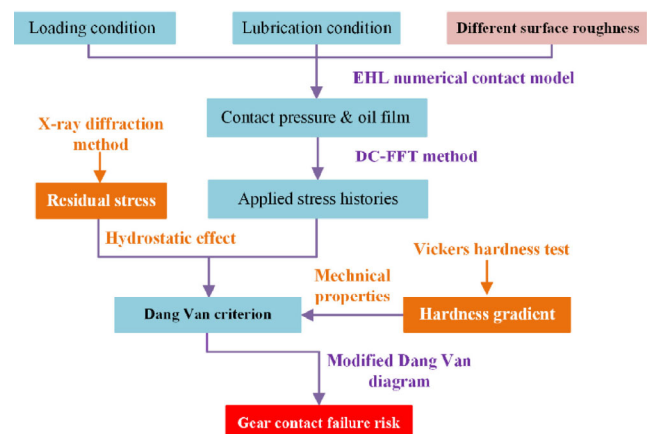 Loading condition
Lubrication condition
Different surface roughness
EHL numerical contact model
X-ray diffraction
method
Contact pressure & oil film
DC-FFT method
Residual stress
Applied stress histories
Hydrostatic effect
Vickers hardness test
Mechnical
properties
Dang Van criterion
Hardness gradient
Modified Dang Van
diagram
Gear contact failure risk